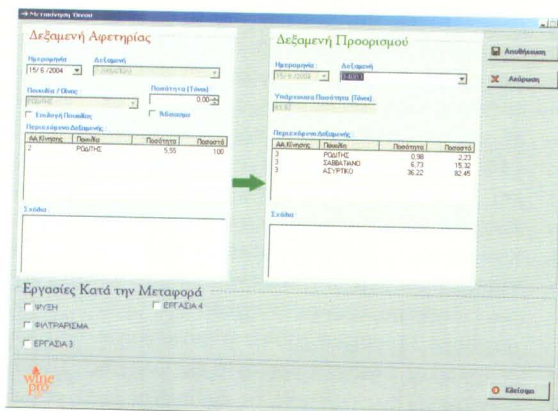 Μετακίνηση Οίνου
Δεξαμενή Αφετηρίας
Ημερομηνία
Δεξαμενή
15/ 6 /2004
Ποικιλία / Οίνος :
Ποσότητα (Τόνοι)
ΡΟΔΙΤΗΣ
0,00
Επιλογή Ποικιλίας
Περιεχόμενο Δεξαμενής :
ΑΑ.Κίνησης Ποικιλία Ποσότητα Ποσοστό
2 ΡΟΔΙΤΗΣ 5,55 100
Σχόλια :
Δεξαμενή Προορισμού
Ημερομηνία
Δεξαμενή
15/ 6 /2004
Υπάρχουσα Ποσότητα (Τόνοι) :
Περιεχόμενο Δεξαμενής :
ΑΑ.Κίνησης Ποικιλία Ποσότητα Ποσοστό
3 ΡΟΔΙΤΗΣ 0,98 2,23
3 ΣΑΒΒΑΤΙΑΝΟ 6,73 15,32
3 ΑΣΥΡΤΙΚΟ 36,22 82,45
Σχόλια :
Αποθήκευση
Ακύρωση
Εργασίες Κατά την Μεταφορά
ΨΥΞΗ
ΕΡΓΑΣΙΑ 4
ΦΙΛΤΡΑΡΙΣΜΑ
ΕΡΓΑΣΙΑ 3
wine
pro
Κλείσιμο